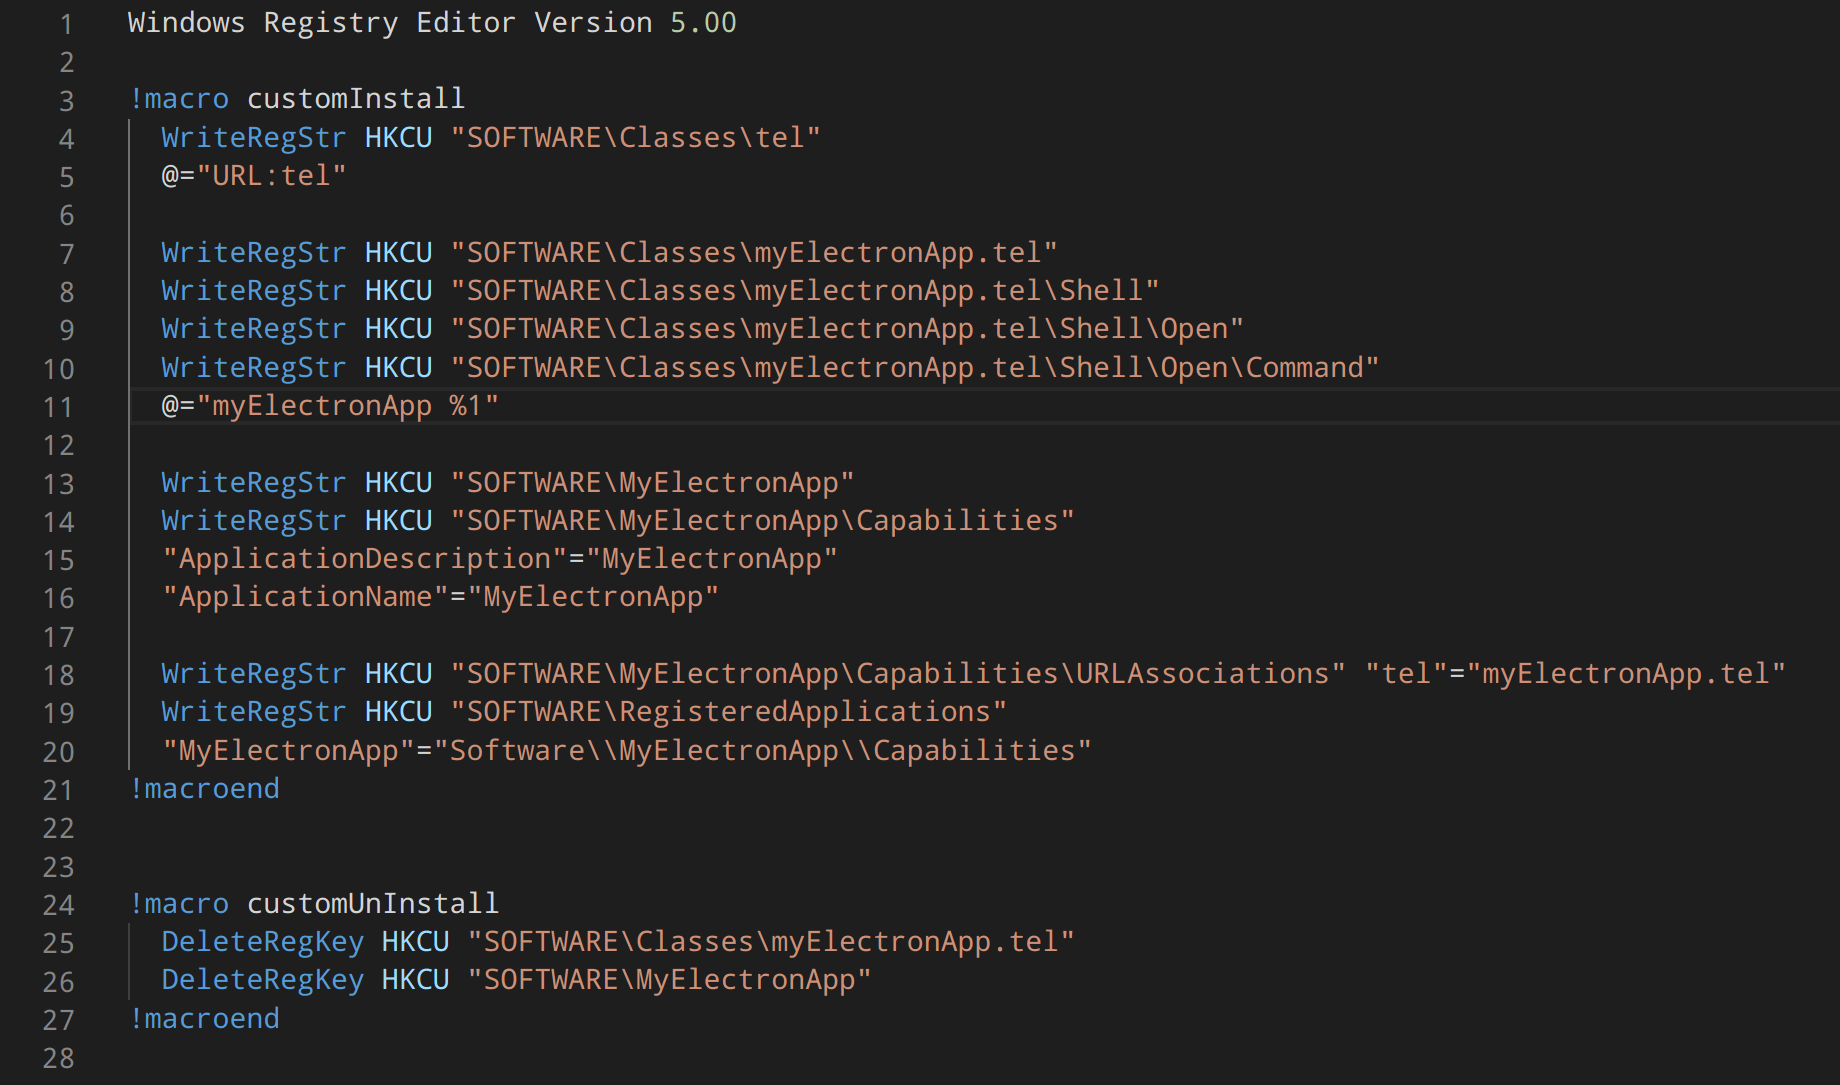 1 Windows Registry Editor Version 5.00
2
3 !macro customInstall
4 WriteRegStr HKCU "SOFTWARE\Classes\tel"
5 @="URL:tel"
6
7 WriteRegStr HKCU "SOFTWARE\Classes\myElectronApp.tel"
8 WriteRegStr HKCU "SOFTWARE\Classes\myElectronApp.tel\Shell"
9 WriteRegStr HKCU "SOFTWARE\Classes\myElectronApp.tel\Shell\Open"
10 WriteRegStr HKCU "SOFTWARE\Classes\myElectronApp.tel\Shell\Open\Command"
11 @="myElectronApp %1"
12
13 WriteRegStr HKCU "SOFTWARE\MyElectronApp"
14 WriteRegStr HKCU "SOFTWARE\MyElectronApp\Capabilities"
15 "ApplicationDescription"="MyElectronApp"
16 "ApplicationName"="MyElectronApp"
17
18 WriteRegStr HKCU "SOFTWARE\MyElectronApp\Capabilities\URLAssociations" "tel"="myElectronApp.tel"
19 WriteRegStr HKCU "SOFTWARE\RegisteredApplications"
20 "MyElectronApp"="Software\\MyElectronApp\\Capabilities"
21 !macroend
22
23
24 !macro customUnInstall
25 DeleteRegKey HKCU "SOFTWARE\Classes\myElectronApp.tel"
26 DeleteRegKey HKCU "SOFTWARE\MyElectronApp"
27 !macroend
28